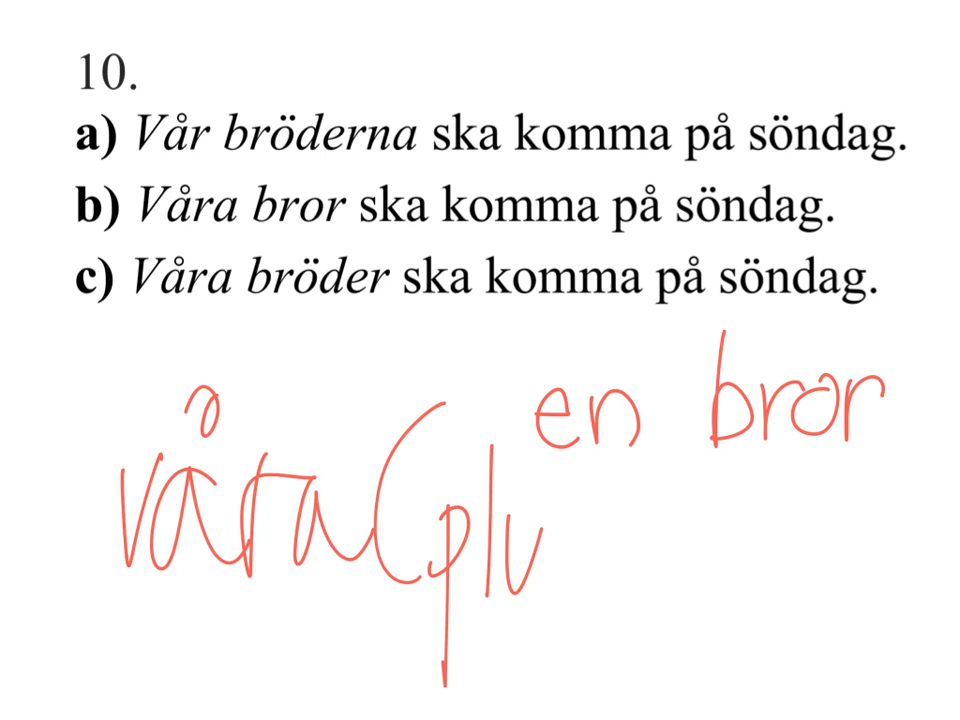 10.
a) Vår bröderna ska komma på söndag.
b) Våra bror ska komma på söndag.
c) Våra bröder ska komma på söndag.
en bror
våra (plu